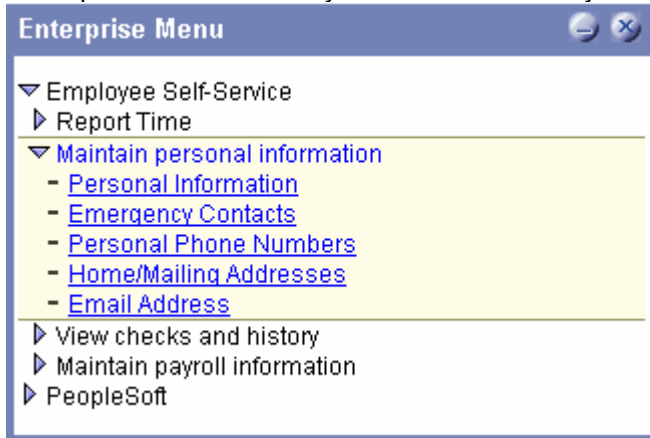 Enterprise Menu
Employee Self-Service
Report Time
Maintain personal information
- Personal Information
- Emergency Contacts
- Personal Phone Numbers
- Home/Mailing Addresses
- Email Address
View checks and history
Maintain payroll information
PeopleSoft